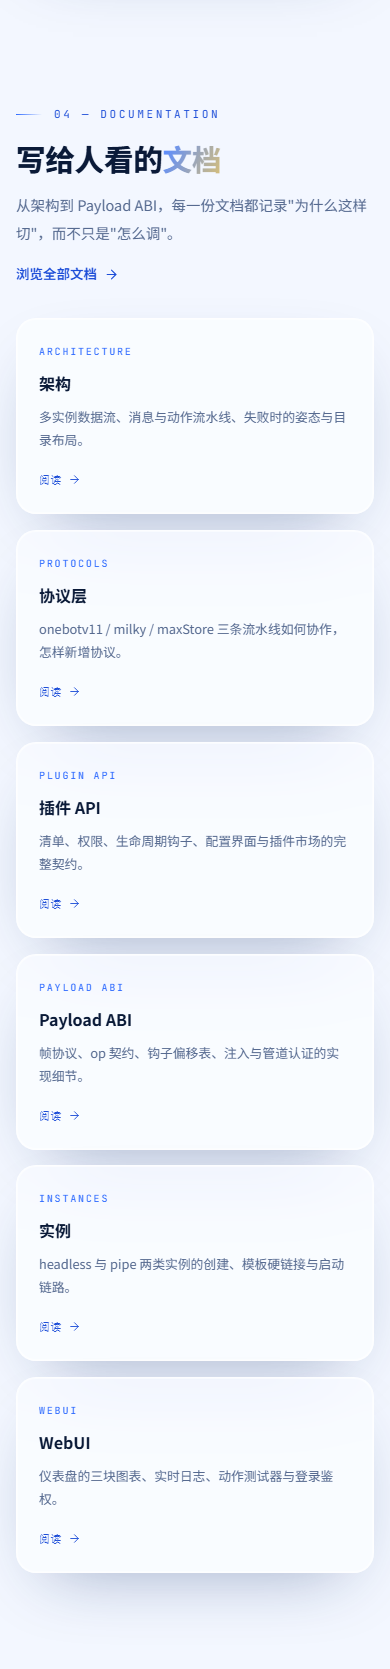 04 — DOCUMENTATION
写给人看的文档
从架构到 Payload ABI，每一份文档都记录"为什么这样
切"，而不只是"怎么调"。
浏览全部文档 →
ARCHITECTURE
架构
多实例数据流、消息与动作流水线、失败时的姿态与目
录布局。
阅读 →
PROTOCOLS
协议层
onebotv11 / milky / maxStore 三条流水线如何协作，
怎样新增协议。
阅读 →
PLUGIN API
插件 API
清单、权限、生命周期钩子、配置界面与插件市场的完
整契约。
阅读 →
PAYLOAD ABI
Payload ABI
帧协议、op 契约、钩子偏移表、注入与管道认证的实
现细节。
阅读 →
INSTANCES
实例
headless 与 pipe 两类实例的创建、模板硬链接与启动
链路。
阅读 →
WEBUI
WebUI
仪表盘的三块图表、实时日志、动作测试器与登录鉴
权。
阅读 →